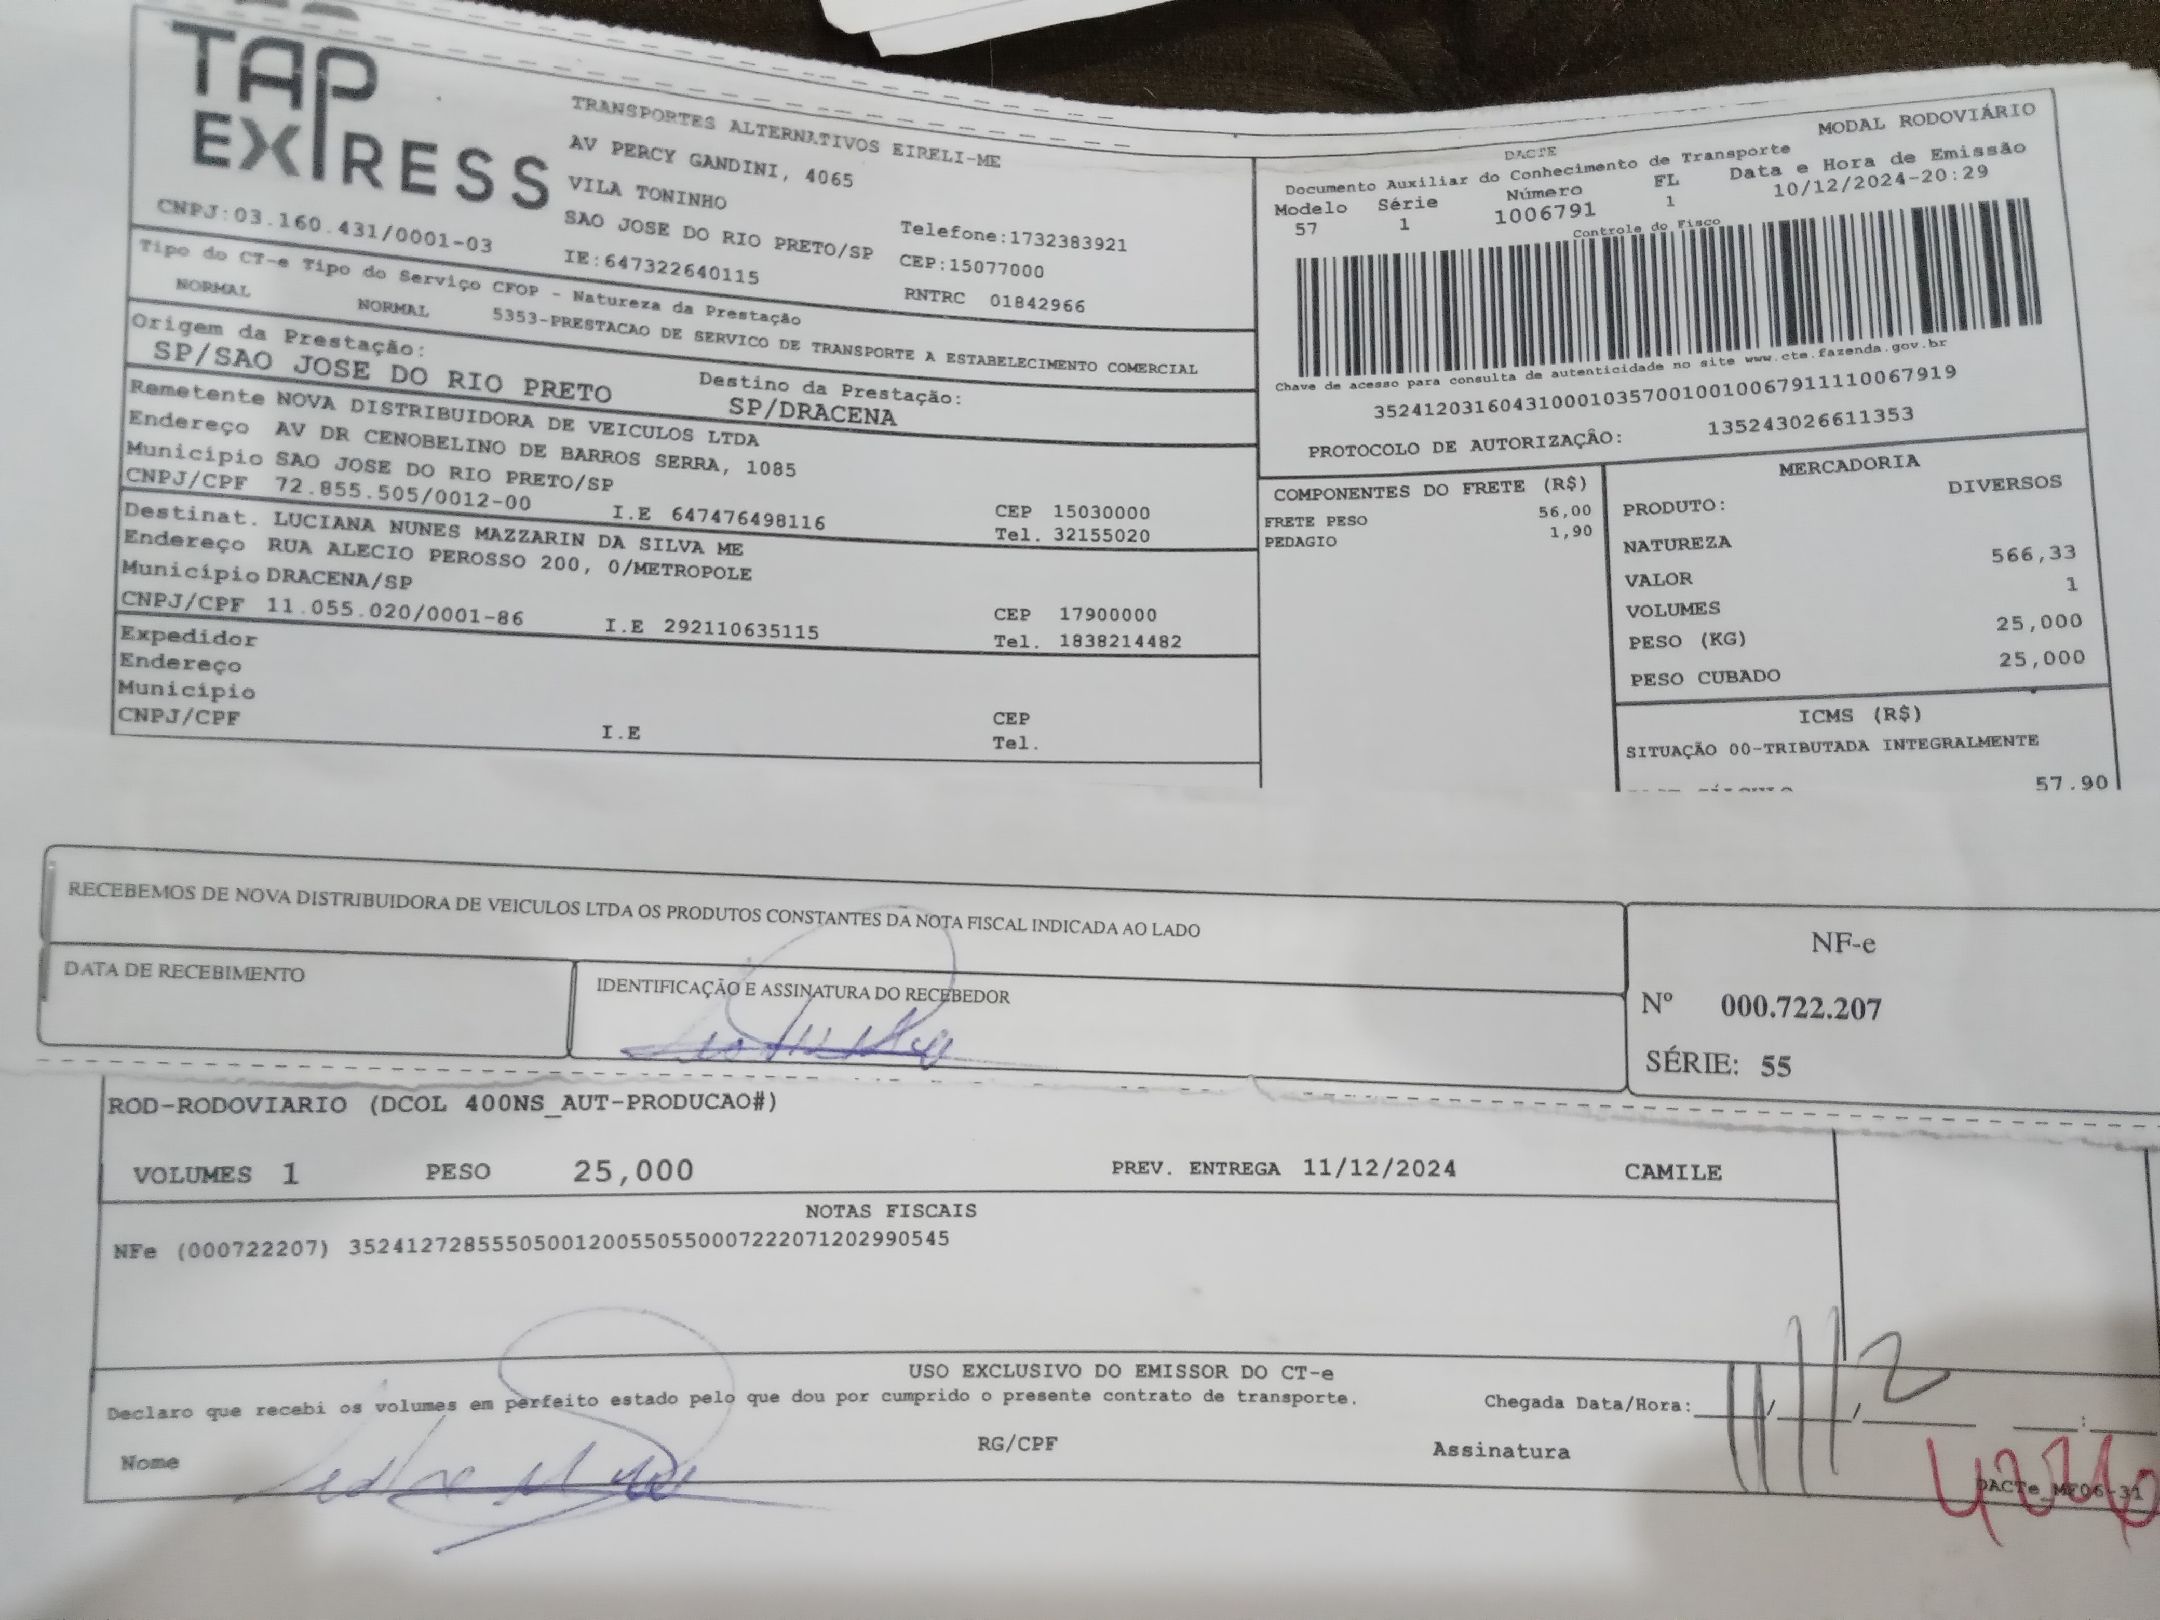 TAP
EXPRESS
TRANSPORTES ALTERNATIVOS EIRELI-ME
AV PERCY GANDINI, 4065
VILA TONINHO
SAO JOSE DO RIO PRETO/SP
Telefone:1732383921
CNPJ:03.160.431/0001-03
IE:647322640115
CEP:15077000
RNTRC 01842966
MODAL RODOVIÁRIO
DACTE
Documento Auxiliar do Conhecimento de Transporte
Modelo Série Número FL Data e Hora de Emissão
57 1 1006791 1 10/12/2024-20:29
Controle do Fisco
Chave de acesso para consulta de autenticidade no site www.cte.fazenda.gov.br
35241203160431000103570010010067911110067919
PROTOCOLO DE AUTORIZAÇÃO: 135243026611353
Tipo do CT-e Tipo do Serviço CFOP - Natureza da Prestação
NORMAL NORMAL 5353-PRESTACAO DE SERVICO DE TRANSPORTE A ESTABELECIMENTO COMERCIAL
Origem da Prestação: Destino da Prestação:
SP/SAO JOSE DO RIO PRETO SP/DRACENA
Remetente NOVA DISTRIBUIDORA DE VEICULOS LTDA
Endereço AV DR CENOBELINO DE BARROS SERRA, 1085
Município SAO JOSE DO RIO PRETO/SP CEP 15030000
CNPJ/CPF 72.855.505/0012-00 I.E 647476498116 Tel. 32155020
Destinat. LUCIANA NUNES MAZZARIN DA SILVA ME
Endereço RUA ALECIO PEROSSO 200, 0/METROPOLE
Município DRACENA/SP CEP 17900000
CNPJ/CPF 11.055.020/0001-86 I.E 292110635115 Tel. 1838214482
Expedidor
Endereço
Município CEP
CNPJ/CPF I.E Tel.
COMPONENTES DO FRETE (R$)
FRETE PESO 56,00
PEDAGIO 1,90
MERCADORIA
PRODUTO: DIVERSOS
NATUREZA
VALOR 566,33
VOLUMES 1
PESO (KG) 25,000
PESO CUBADO 25,000
ICMS (R$)
SITUAÇÃO 00-TRIBUTADA INTEGRALMENTE
57.90
RECEBEMOS DE NOVA DISTRIBUIDORA DE VEICULOS LTDA OS PRODUTOS CONSTANTES DA NOTA FISCAL INDICADA AO LADO
DATA DE RECEBIMENTO
IDENTIFICAÇÃO E ASSINATURA DO RECEBEDOR
NF-e
Nº 000.722.207
SÉRIE: 55
ROD-RODOVIARIO (DCOL 400NS_AUT-PRODUCAO#)
VOLUMES 1 PESO 25,000 PREV. ENTREGA 11/12/2024 CAMILE
NOTAS FISCAIS
NFe (000722207) 35241272855505001200550550007222071202990545
USO EXCLUSIVO DO EMISSOR DO CT-e
Declaro que recebi os volumes em perfeito estado pelo que dou por cumprido o presente contrato de transporte.
Chegada Data/Hora: 11/11/2
Nome RG/CPF Assinatura
DACTe_MF06-31